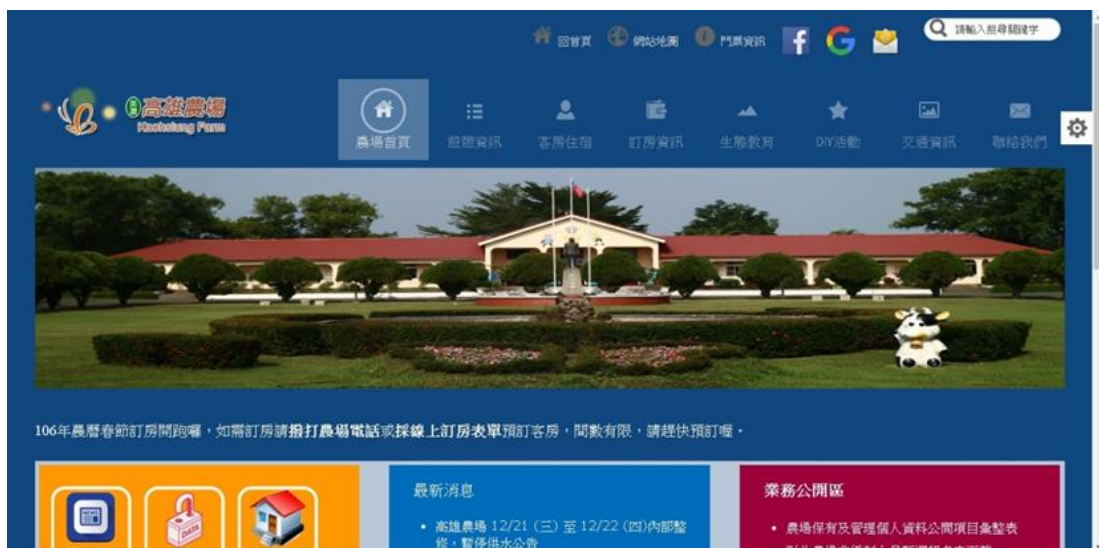 回首頁
網站地圖
門票資訊
請輸入搜尋關鍵字
高雄農場
Kaohsiung Farm
農場首頁
遊憩資訊
客房住宿
訂房資訊
生態教育
DIY活動
交通資訊
聯絡我們
106年農曆春節訂房開跑囉，如需訂房請撥打農場電話或採線上訂房表單預訂客房，間數有限，請趕快預訂喔。
NEWS
DATA
最新消息
高雄農場 12/21 (三) 至 12/22 (四)內部整
修，暫停供水公告
業務公開區
農場保有及管理個人資料公開項目彙整表